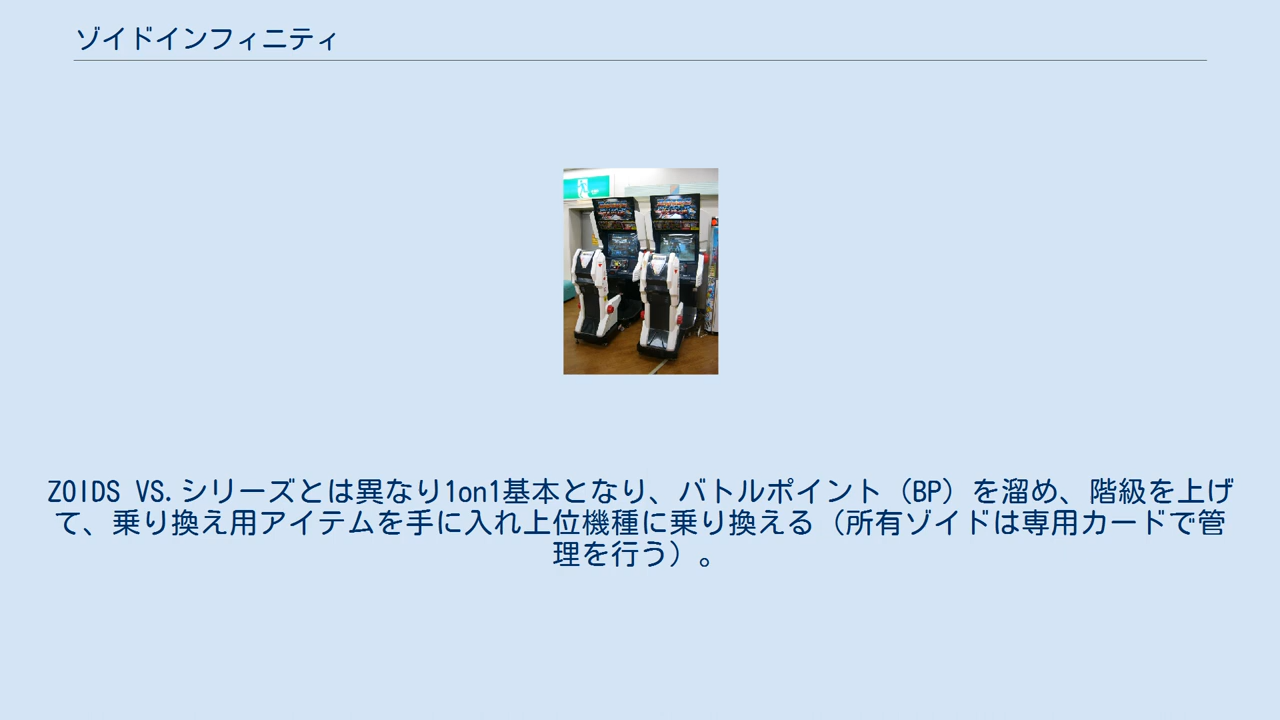 ゾイドインフィニティ
ZOIDS VS.シリーズとは異なり1on1基本となり、バトルポイント（BP）を溜め、階級を上げ
て、乗り換え用アイテムを手に入れ上位機種に乗り換える（所有ゾイドは専用カードで管
理を行う）。